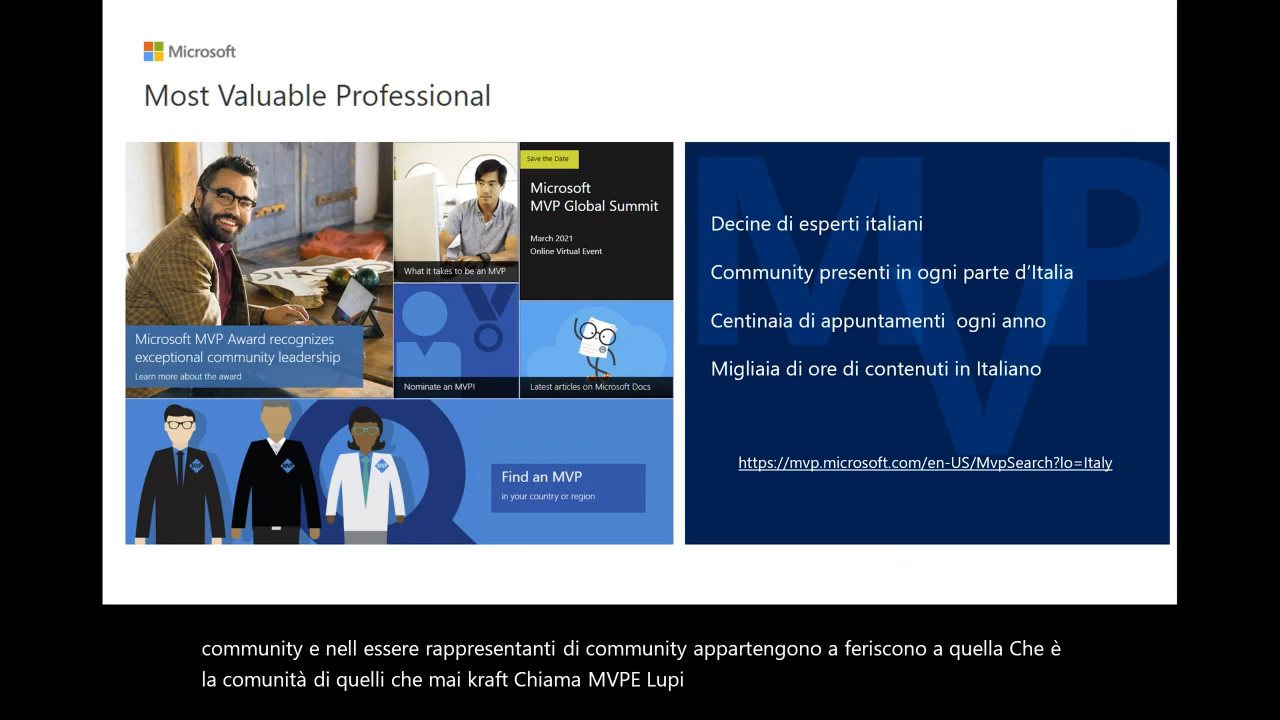 Microsoft
Most Valuable Professional
Microsoft MVP Award recognizes
exceptional community leadership
Learn more about the award
What it takes to be an MVP
Save the Date
Microsoft
MVP Global Summit
March 2021
Online Virtual Event
Nominate an MVP!
Latest articles on Microsoft Docs
MVP
MVP
MVP
Find an MVP
in your country or region
MVP
Decine di esperti italiani
Community presenti in ogni parte d’Italia
Centinaia di appuntamenti  ogni anno
Migliaia di ore di contenuti in Italiano
https://mvp.microsoft.com/en-US/MvpSearch?lo=Italy
community e nell essere rappresentanti di community appartengono a feriscono a quella Che è
la comunità di quelli che mai kraft Chiama MVPE Lupi